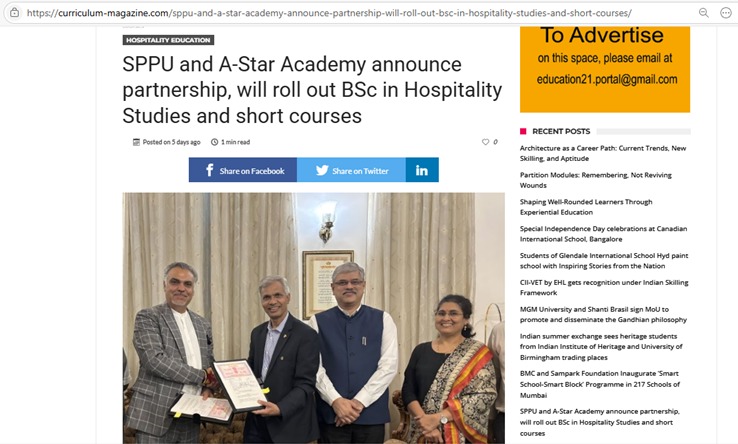 https://curriculum-magazine.com/sppu-and-a-star-academy-announce-partnership-will-roll-out-bsc-in-hospitality-studies-and-short-courses/
HOSPITALITY EDUCATION
SPPU and A-Star Academy announce
partnership, will roll out BSc in Hospitality
Studies and short courses
Posted on 5 days ago
1 min read
0
f Share on Facebook
Share on Twitter
in
To Advertise
on this space, please email at
education21.portal@gmail.com
RECENT POSTS
Architecture as a Career Path: Current Trends, New
Skilling, and Aptitude
Partition Modules: Remembering, Not Reviving
Wounds
Shaping Well-Rounded Learners Through
Experiential Education
Special Independence Day celebrations at Canadian
International School, Bangalore
Students of Glendale International School Hyd paint
school with Inspiring Stories from the Nation
CII-VET by EHL gets recognition under Indian Skilling
Framework
MGM University and Shanti Brasil sign MoU to
promote and disseminate the Gandhian philosophy
Indian summer exchange sees heritage students
from Indian Institute of Heritage and University of
Birmingham trading places
BMC and Sampark Foundation Inaugurate 'Smart
School-Smart Block' Programme in 217 Schools of
Mumbai
SPPU and A-Star Academy announce partnership,
will roll out BSc in Hospitality Studies and short
courses